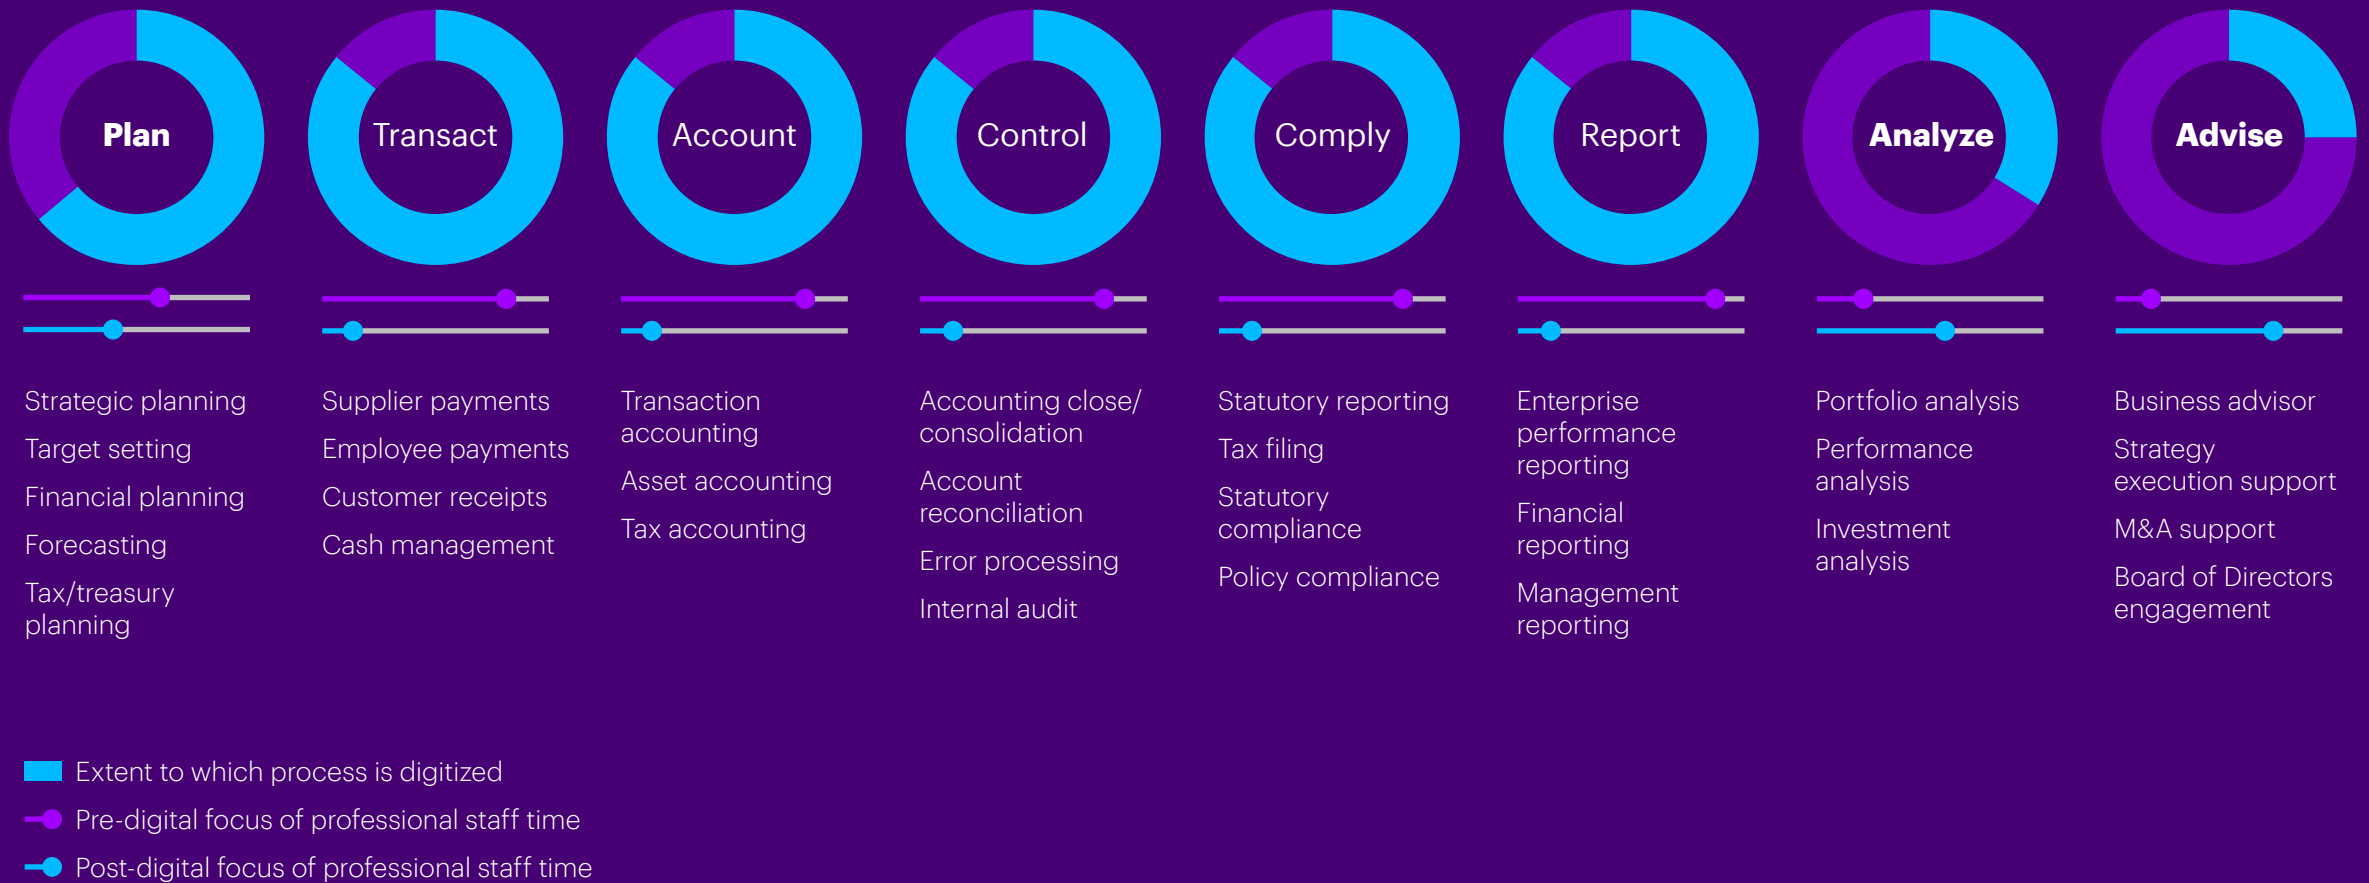 Plan
Transact
Account
Control
Comply
Report
Analyze
Advise
Strategic planning
Target setting
Financial planning
Forecasting
Tax/treasury
planning
Supplier payments
Employee payments
Customer receipts
Cash management
Transaction
accounting
Asset accounting
Tax accounting
Accounting close/
consolidation
Account
reconciliation
Error processing
Internal audit
Statutory reporting
Tax filing
Statutory
compliance
Policy compliance
Enterprise
performance
reporting
Financial
reporting
Management
reporting
Portfolio analysis
Performance
analysis
Investment
analysis
Business advisor
Strategy
execution support
M&A support
Board of Directors
engagement
Extent to which process is digitized
Pre-digital focus of professional staff time
Post-digital focus of professional staff time